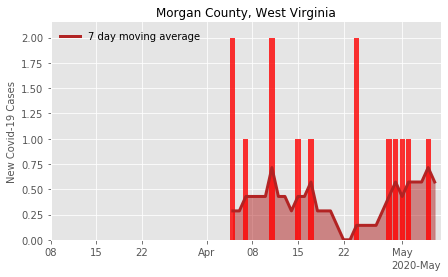 Morgan County, West Virginia
7 day moving average
New Covid-19 Cases
2.00
1.75
1.50
1.25
1.00
0.75
0.50
0.25
0.00
08 15 22 Apr 08 15 22 May
2020-May